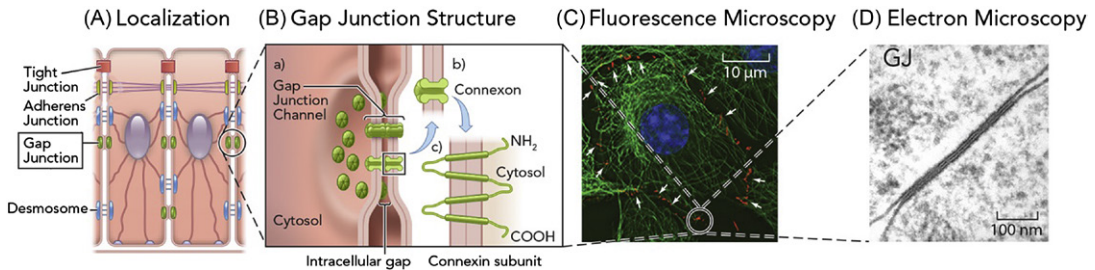 (A) Localization
Tight
Junction
Adherens
Junction
Gap
Junction
Desmosome
(B) Gap Junction Structure
a)
Gap
Junction
Channel
b)
Connexon
c)
NH2
Cytosol
Cytosol
COOH
Intracellular gap
Connexin subunit
(C) Fluorescence Microscopy
10 µm
(D) Electron Microscopy
GJ
100 nm